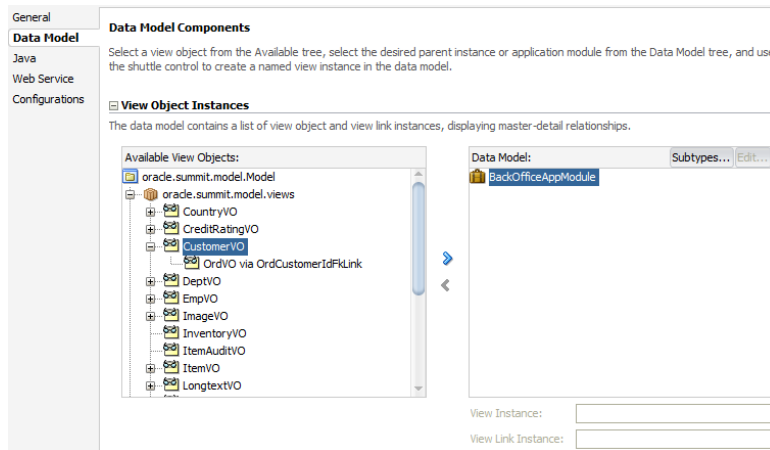 General
Data Model
Java
Web Service
Configurations
Data Model Components
Select a view object from the Available tree, select the desired parent instance or application module from the Data Model tree, and use
the shuttle control to create a named view instance in the data model.
View Object Instances
The data model contains a list of view object and view link instances, displaying master-detail relationships.
Available View Objects:
oracle.summit.model.Model
oracle.summit.model.views
CountryVO
CreditRatingVO
CustomerVO
OrdVO via OrdCustomerIdFkLink
DeptVO
EmpVO
ImageVO
InventoryVO
ItemAuditVO
ItemVO
LongtextVO
Data Model: Subtypes... Edit...
BackOfficeAppModule
View Instance:
View Link Instance: